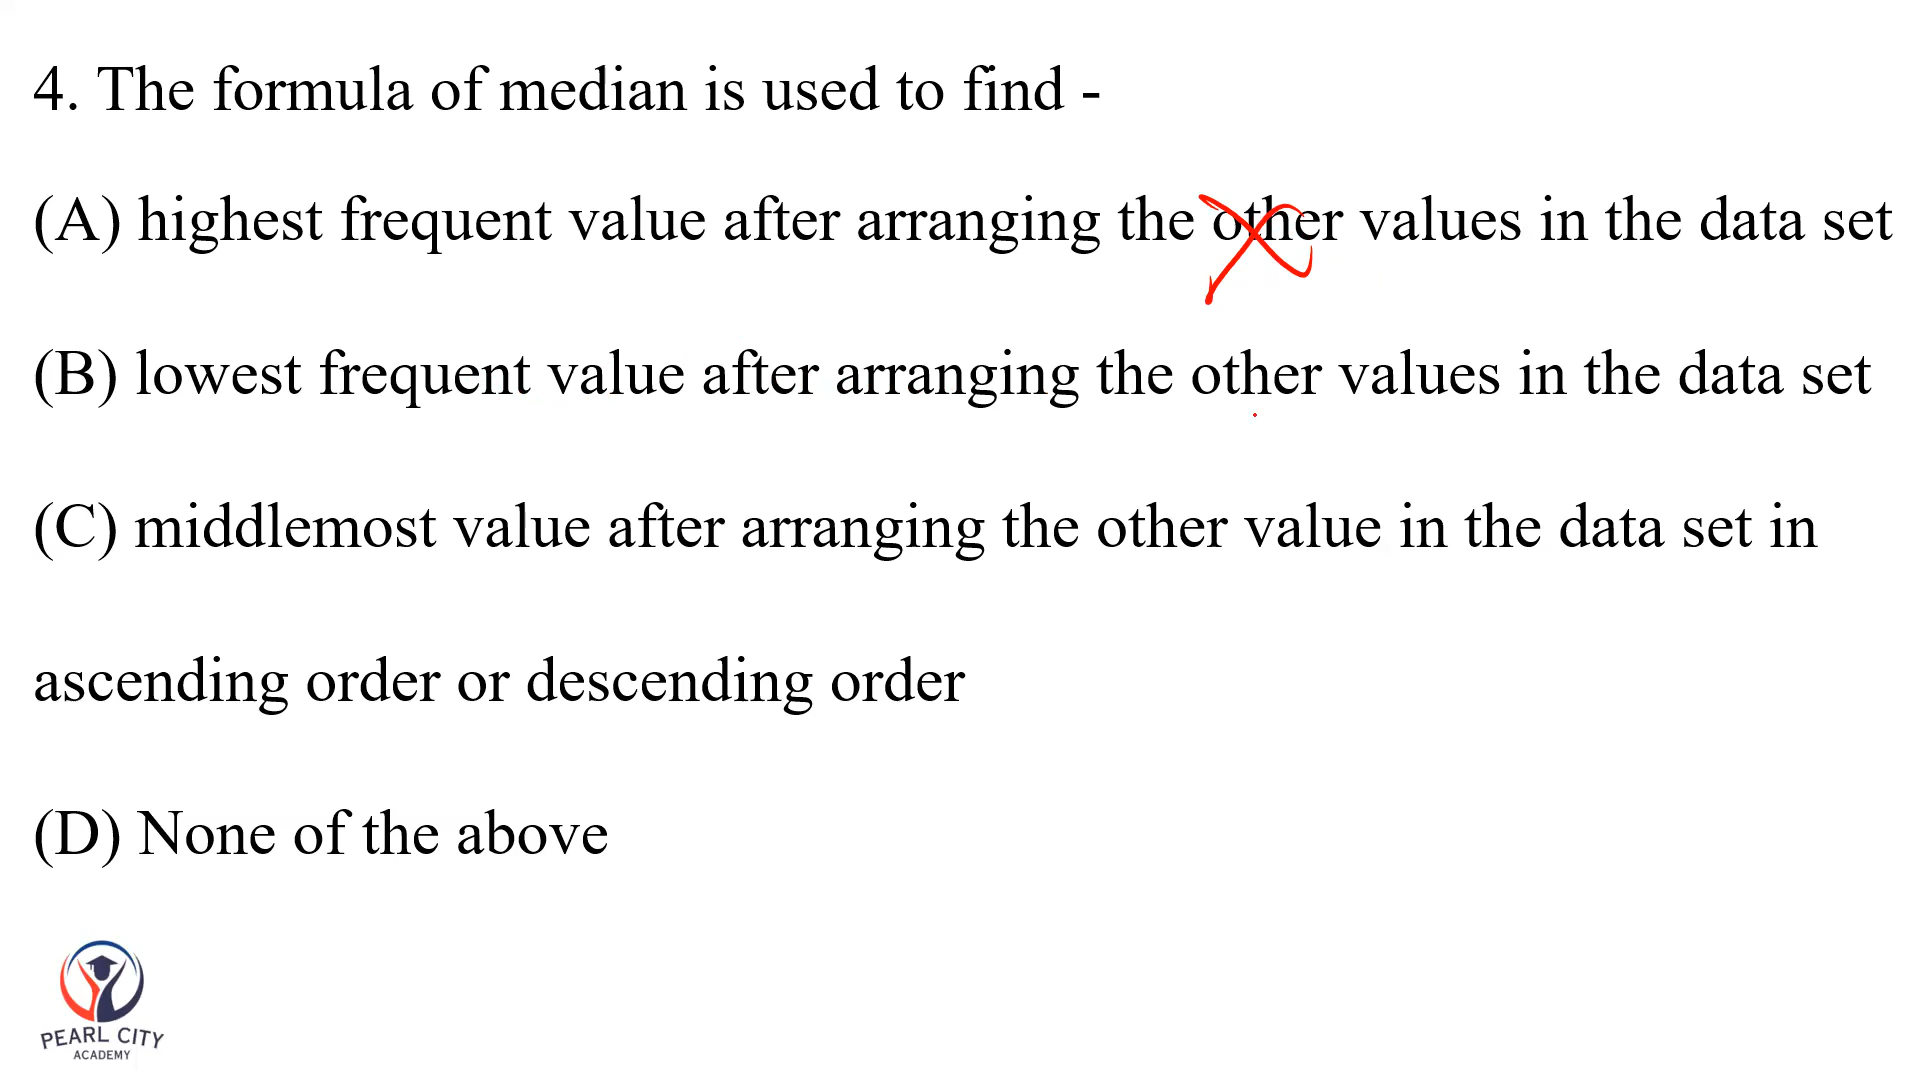 4. The formula of median is used to find -
(A) highest frequent value after arranging the other values in the data set
(B) lowest frequent value after arranging the other values in the data set
(C) middlemost value after arranging the other value in the data set in
ascending order or descending order
(D) None of the above
PEARL CITY
ACADEMY